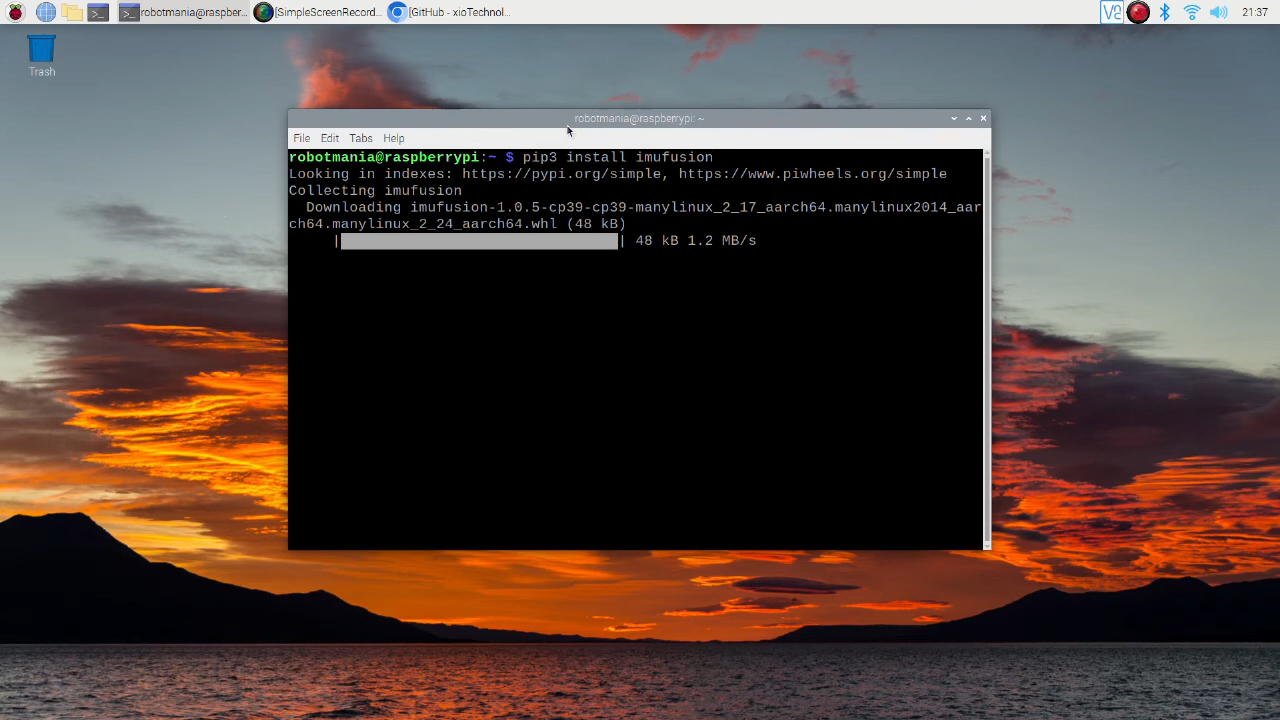 robotmania@raspber...
[SimpleScreenRecord...
[GitHub - xioTechnol...
21:37
Trash
robotmania@raspberrypi: ~
File Edit Tabs Help
robotmania@raspberrypi:~ $ pip3 install imufusion
Looking in indexes: https://pypi.org/simple, https://www.piwheels.org/simple
Collecting imufusion
Downloading imufusion-1.0.5-cp39-cp39-manylinux_2_17_aarch64.manylinux2014_aar
ch64.manylinux_2_24_aarch64.whl (48 kB)
| | 48 kB 1.2 MB/s